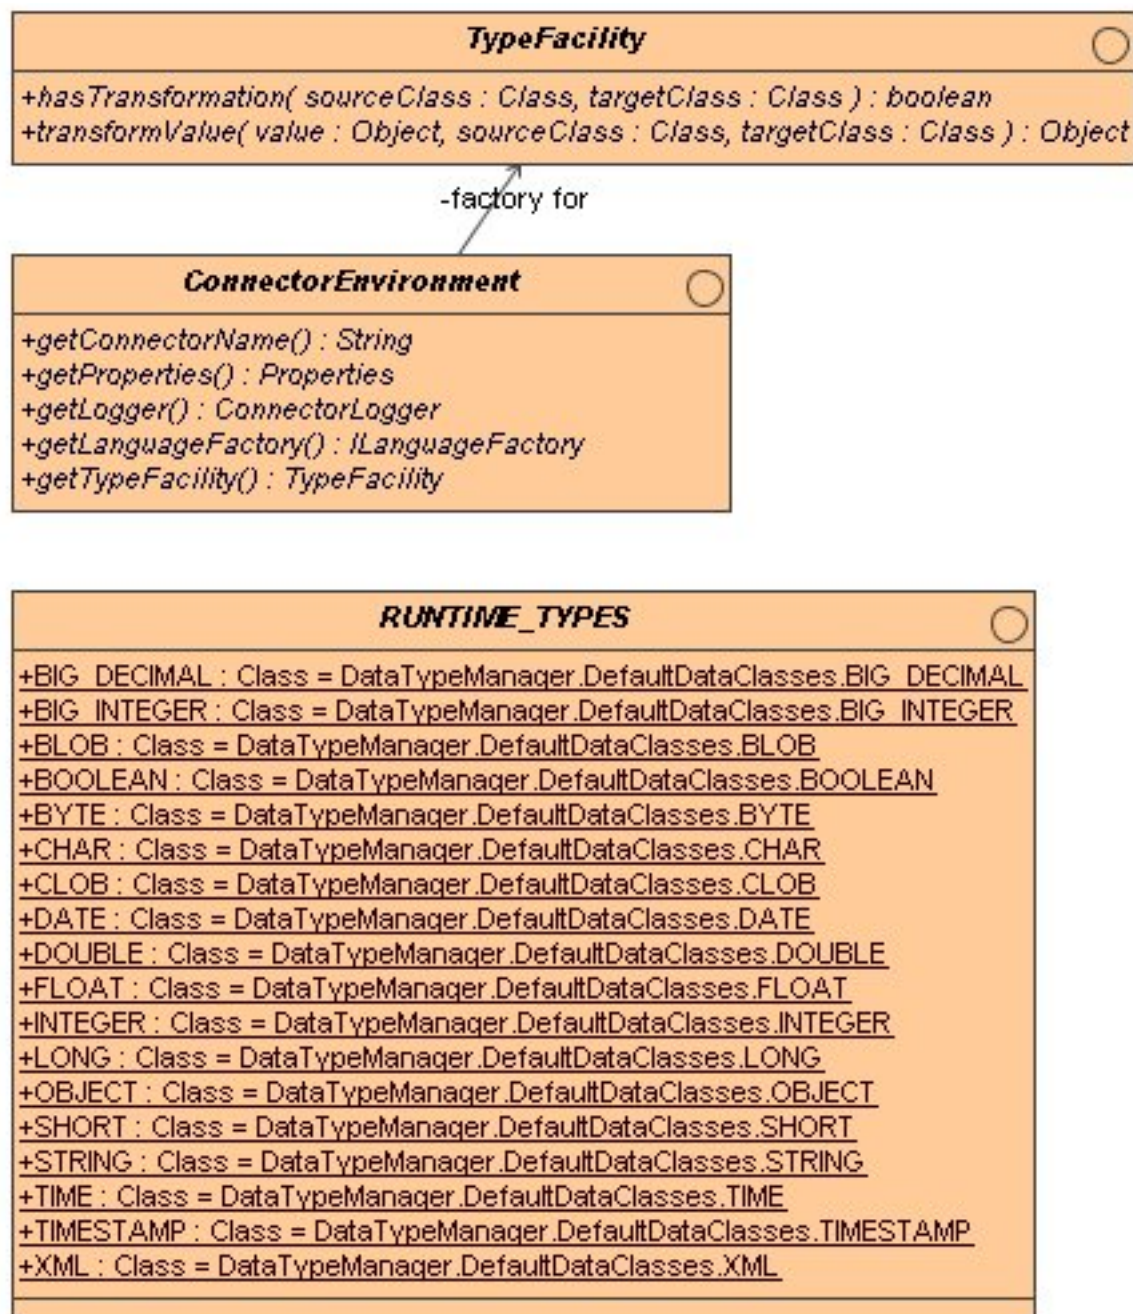 TypeFacility
+hasTransformation( sourceClass : Class, targetClass : Class ) : boolean
+transformValue( value : Object, sourceClass : Class, targetClass : Class ) : Object
-factory for
ConnectorEnvironment
+getConnectorName() : String
+getProperties() : Properties
+getLogger() : ConnectorLogger
+getLanguageFactory() : ILanguageFactory
+getTypeFacility() : TypeFacility
RUNTIME_TYPES
+BIG_DECIMAL : Class = DataTypeManager.DefaultDataClasses.BIG_DECIMAL
+BIG_INTEGER : Class = DataTypeManager.DefaultDataClasses.BIG_INTEGER
+BLOB : Class = DataTypeManager.DefaultDataClasses.BLOB
+BOOLEAN : Class = DataTypeManager.DefaultDataClasses.BOOLEAN
+BYTE : Class = DataTypeManager.DefaultDataClasses.BYTE
+CHAR : Class = DataTypeManager.DefaultDataClasses.CHAR
+CLOB : Class = DataTypeManager.DefaultDataClasses.CLOB
+DATE : Class = DataTypeManager.DefaultDataClasses.DATE
+DOUBLE : Class = DataTypeManager.DefaultDataClasses.DOUBLE
+FLOAT : Class = DataTypeManager.DefaultDataClasses.FLOAT
+INTEGER : Class = DataTypeManager.DefaultDataClasses.INTEGER
+LONG : Class = DataTypeManager.DefaultDataClasses.LONG
+OBJECT : Class = DataTypeManager.DefaultDataClasses.OBJECT
+SHORT : Class = DataTypeManager.DefaultDataClasses.SHORT
+STRING : Class = DataTypeManager.DefaultDataClasses.STRING
+TIME : Class = DataTypeManager.DefaultDataClasses.TIME
+TIMESTAMP : Class = DataTypeManager.DefaultDataClasses.TIMESTAMP
+XML : Class = DataTypeManager.DefaultDataClasses.XML